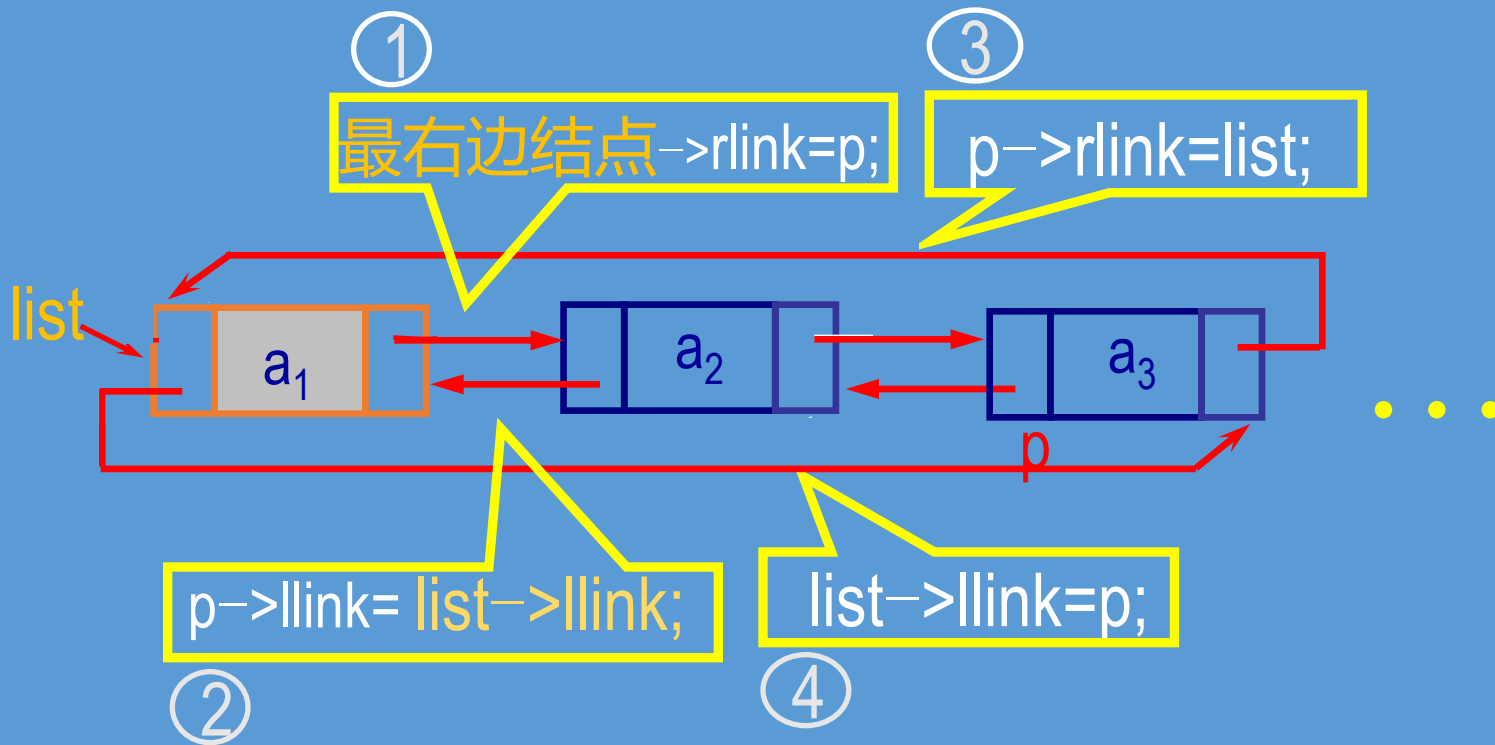 ①
③
最右边结点—>rlink=p;
p—>rlink=list;
list
a₁
a₂
a₃
...
p
p—>llink= list—>llink;
list—>llink=p;
②
④